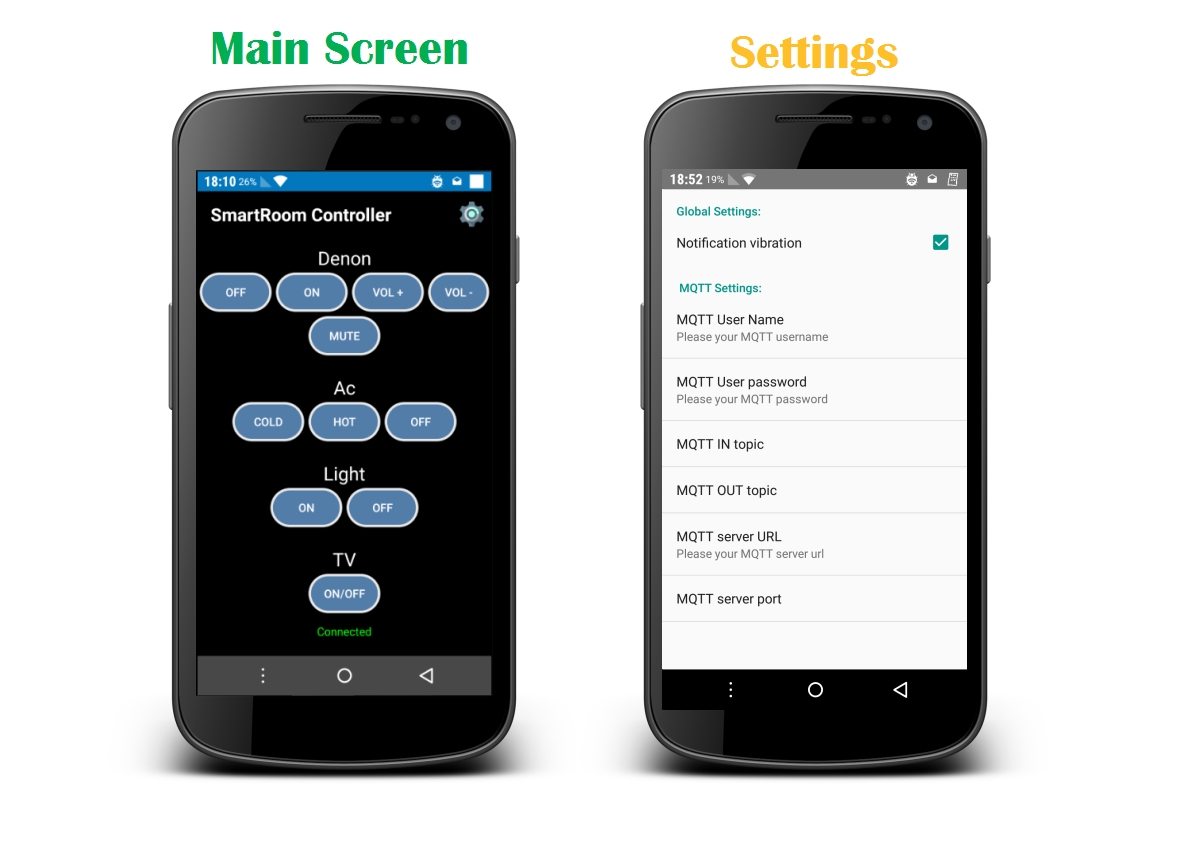 Main Screen
18:10 26%
SmartRoom Controller
Denon
OFF ON VOL + VOL -
MUTE
Ac
COLD HOT OFF
Light
ON OFF
TV
ON/OFF
Connected
Settings
18:52 19%
Global Settings:
Notification vibration
MQTT Settings:
MQTT User Name
Please your MQTT username
MQTT User password
Please your MQTT password
MQTT IN topic
MQTT OUT topic
MQTT server URL
Please your MQTT server url
MQTT server port